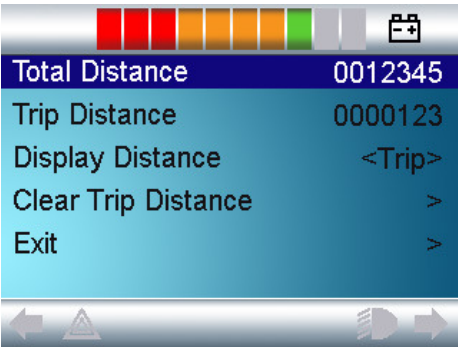 Total Distance 0012345
Trip Distance 0000123
Display Distance <Trip>
Clear Trip Distance >
Exit >